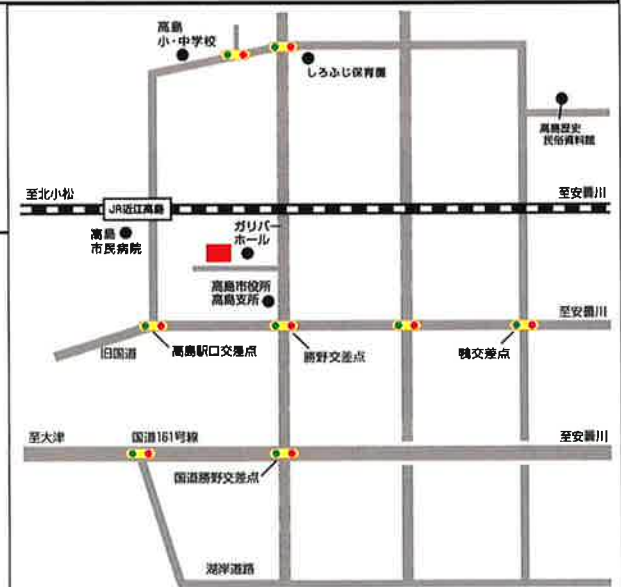 高島
小・中学校
しろふじ保育園
高島歴史
民俗資料館
至北小松
至安曇川
JR近江高島
高島
市民病院
ガリバー
ホール
高島市役所
高島支所
至安曇川
旧国道
高島駅口交差点
勝野交差点
鴨交差点
至大津
国道161号線
至安曇川
国道勝野交差点
湖岸道路